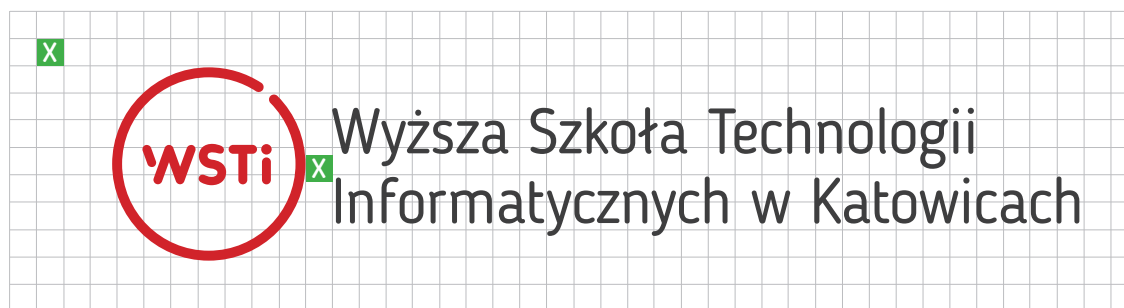 X
WSTi
X
Wyższa Szkoła Technologii
Informatycznych w Katowicach